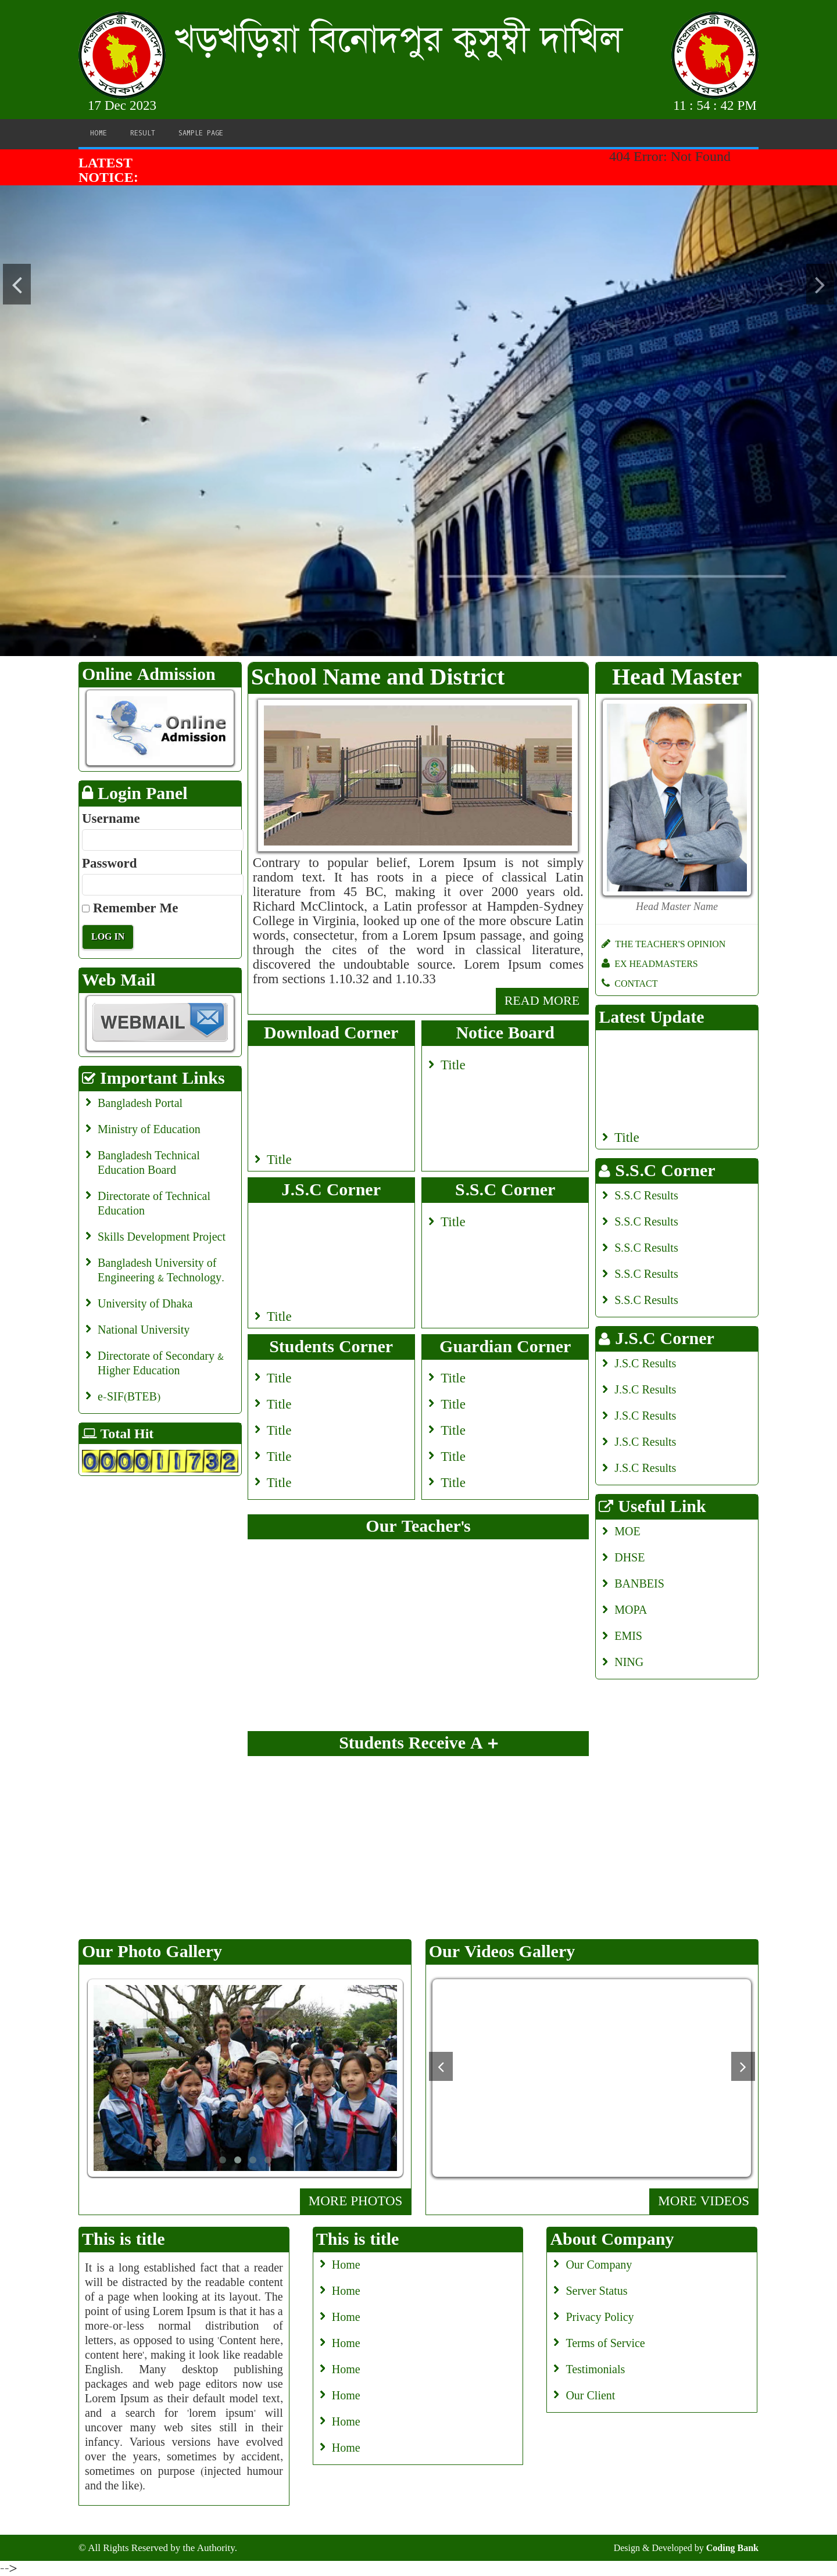 খড়খড়িয়া বিনোদপুর কুসুম্বী দাখিল
17 Dec 2023
11 : 54 : 42 PM
HOME RESULT SAMPLE PAGE
LATEST
NOTICE:
404 Error: Not Found
Online Admission
Online
Admission
Login Panel
Username
Password
Remember Me
LOG IN
Web Mail
WEBMAIL
Important Links
Bangladesh Portal
Ministry of Education
Bangladesh Technical
Education Board
Directorate of Technical
Education
Skills Development Project
Bangladesh University of
Engineering & Technology.
University of Dhaka
National University
Directorate of Secondary &
Higher Education
e-SIF(BTEB)
Total Hit
00011732
School Name and District
Contrary to popular belief, Lorem Ipsum is not simply
random text. It has roots in a piece of classical Latin
literature from 45 BC, making it over 2000 years old.
Richard McClintock, a Latin professor at Hampden-Sydney
College in Virginia, looked up one of the more obscure Latin
words, consectetur, from a Lorem Ipsum passage, and going
through the cites of the word in classical literature,
discovered the undoubtable source. Lorem Ipsum comes
from sections 1.10.32 and 1.10.33
READ MORE
Download Corner
Title
Notice Board
Title
J.S.C Corner
Title
S.S.C Corner
Title
Students Corner
Title
Title
Title
Title
Title
Guardian Corner
Title
Title
Title
Title
Title
Our Teacher's
Students Receive A +
Head Master
Head Master Name
THE TEACHER'S OPINION
EX HEADMASTERS
CONTACT
Latest Update
Title
S.S.C Corner
S.S.C Results
S.S.C Results
S.S.C Results
S.S.C Results
S.S.C Results
J.S.C Corner
J.S.C Results
J.S.C Results
J.S.C Results
J.S.C Results
J.S.C Results
Useful Link
MOE
DHSE
BANBEIS
MOPA
EMIS
NING
Our Photo Gallery
MORE PHOTOS
Our Videos Gallery
MORE VIDEOS
This is title
It is a long established fact that a reader
will be distracted by the readable content
of a page when looking at its layout. The
point of using Lorem Ipsum is that it has a
more-or-less normal distribution of
letters, as opposed to using 'Content here,
content here', making it look like readable
English. Many desktop publishing
packages and web page editors now use
Lorem Ipsum as their default model text,
and a search for 'lorem ipsum' will
uncover many web sites still in their
infancy. Various versions have evolved
over the years, sometimes by accident,
sometimes on purpose (injected humour
and the like).
This is title
Home
Home
Home
Home
Home
Home
Home
Home
About Company
Our Company
Server Status
Privacy Policy
Terms of Service
Testimonials
Our Client
© All Rights Reserved by the Authority.
Design & Developed by Coding Bank
-->